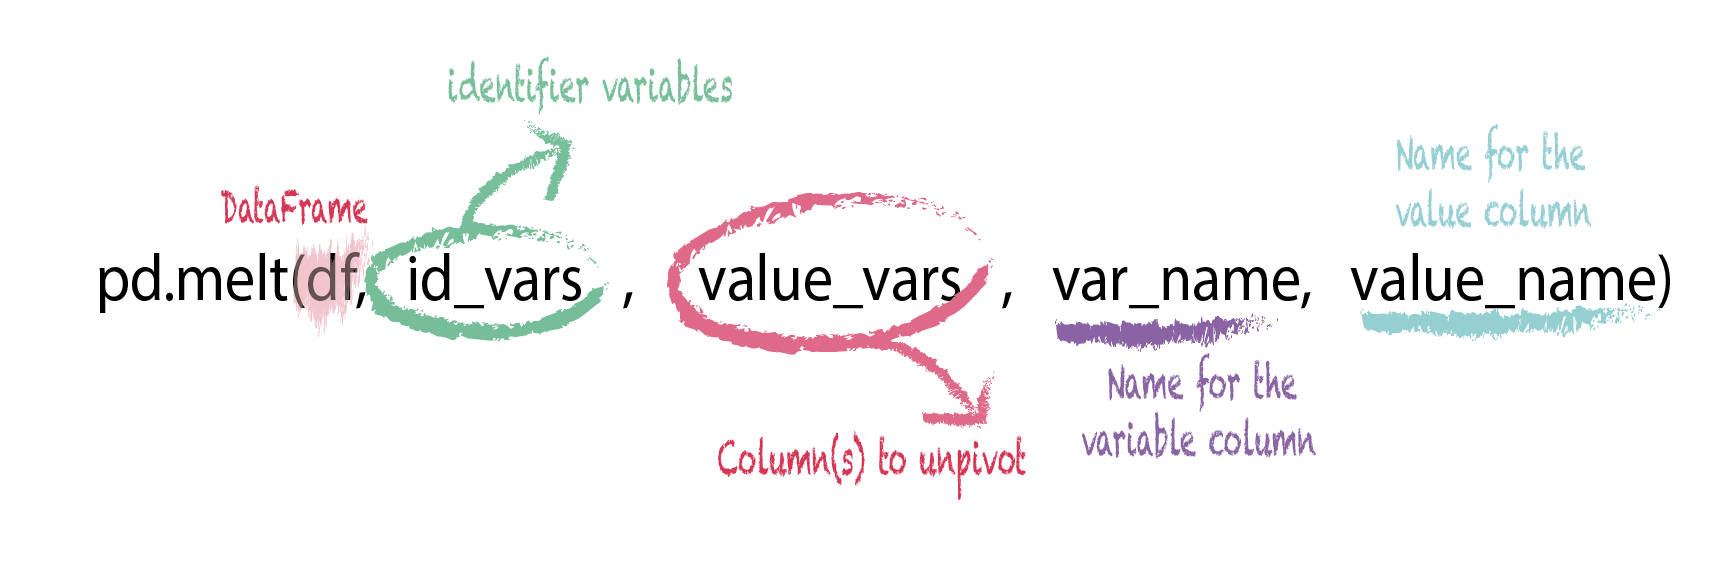 identifier variables
Name for the
value column
DataFrame
pd.melt(df, id_vars , value_vars , var_name, value_name)
Name for the
variable column
Column(s) to unpivot